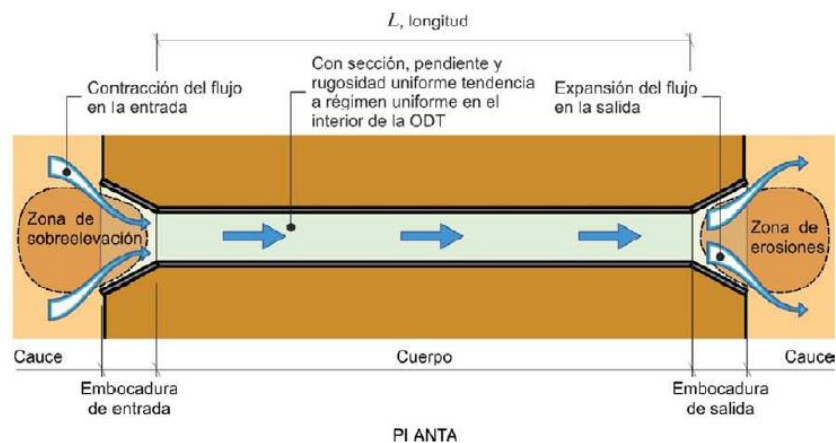 L, longitud
Contracción del flujo
en la entrada
Con sección, pendiente y
rugosidad uniforme tendencia
a régimen uniforme en el
interior de la ODT
Expansión del flujo
en la salida
Zona de
sobreelevación
Zona de
erosiones
Cauce
Cuerpo
Cauce
Embocadura
de entrada
Embocadura
de salida
PLANTA